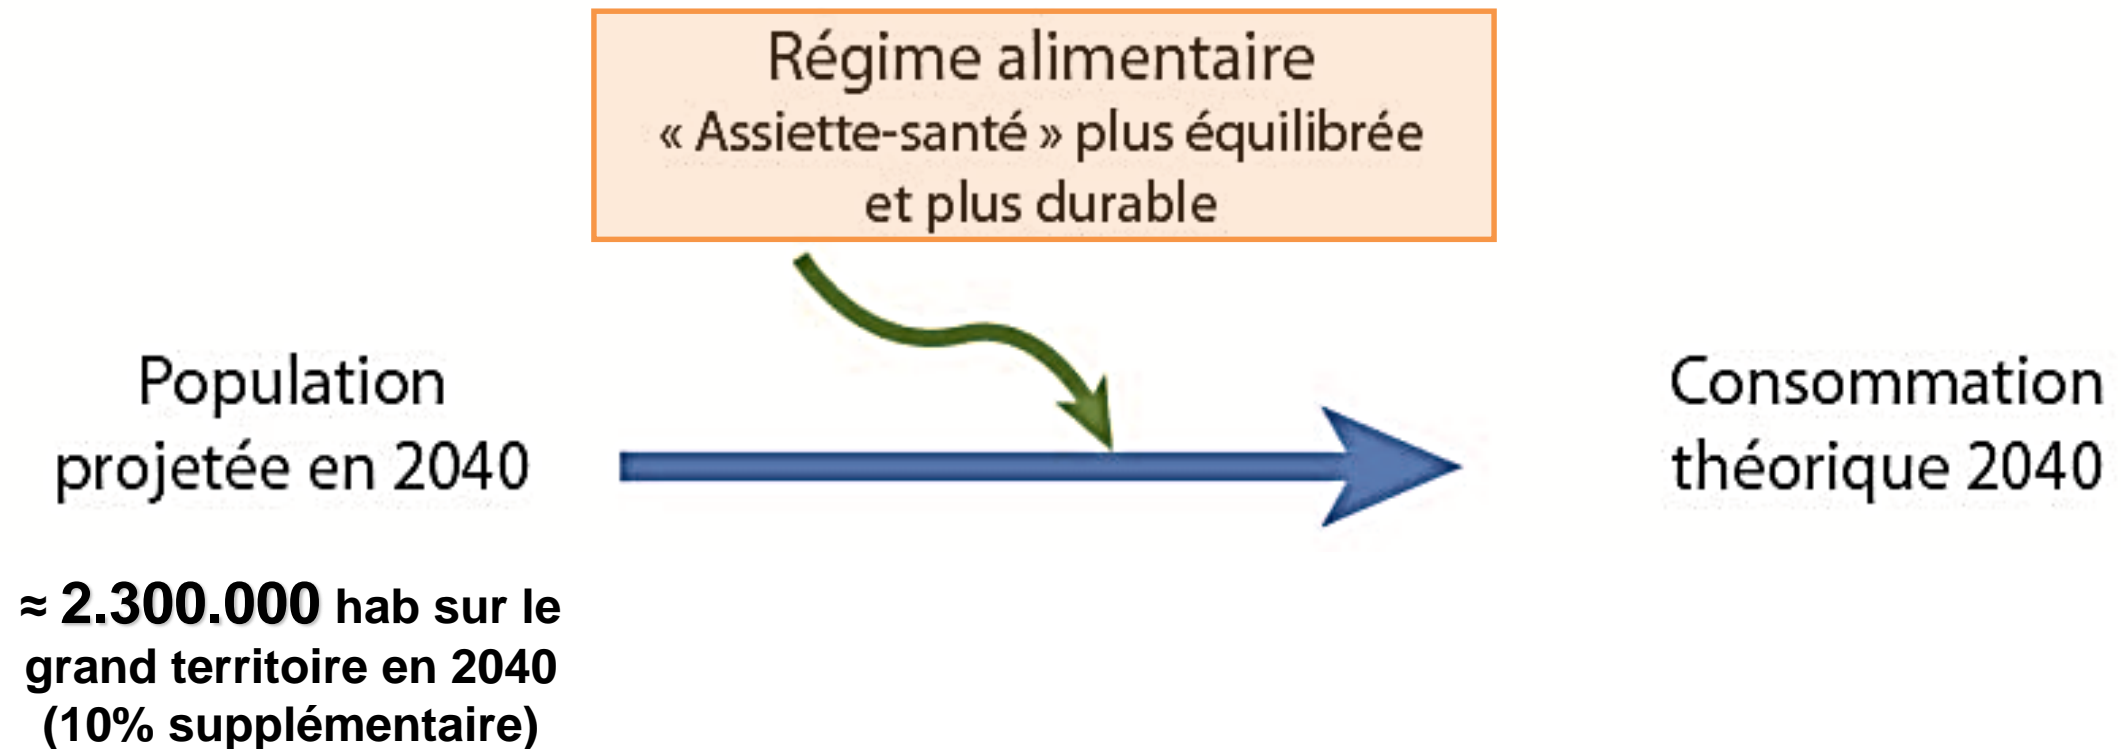 Régime alimentaire
« Assiette-santé » plus équilibrée
et plus durable
Population
projetée en 2040
Consommation
théorique 2040
≈ 2.300.000 hab sur le
grand territoire en 2040
(10% supplémentaire)